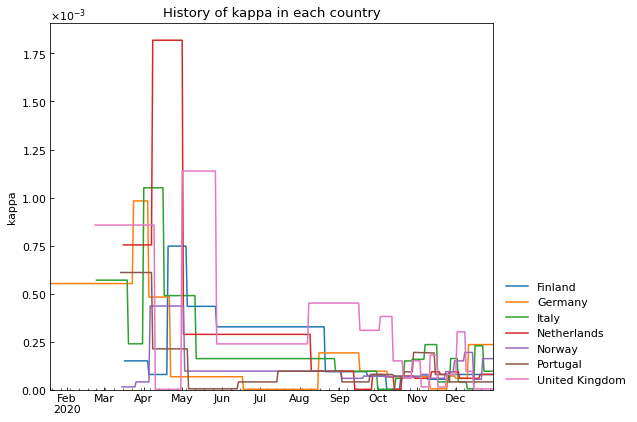 History of kappa in each country
×10⁻³
1.75
1.50
1.25
1.00
0.75
0.50
0.25
0.00
kappa
Feb Mar Apr May Jun Jul Aug Sep Oct Nov Dec
2020
Finland
Germany
Italy
Netherlands
Norway
Portugal
United Kingdom